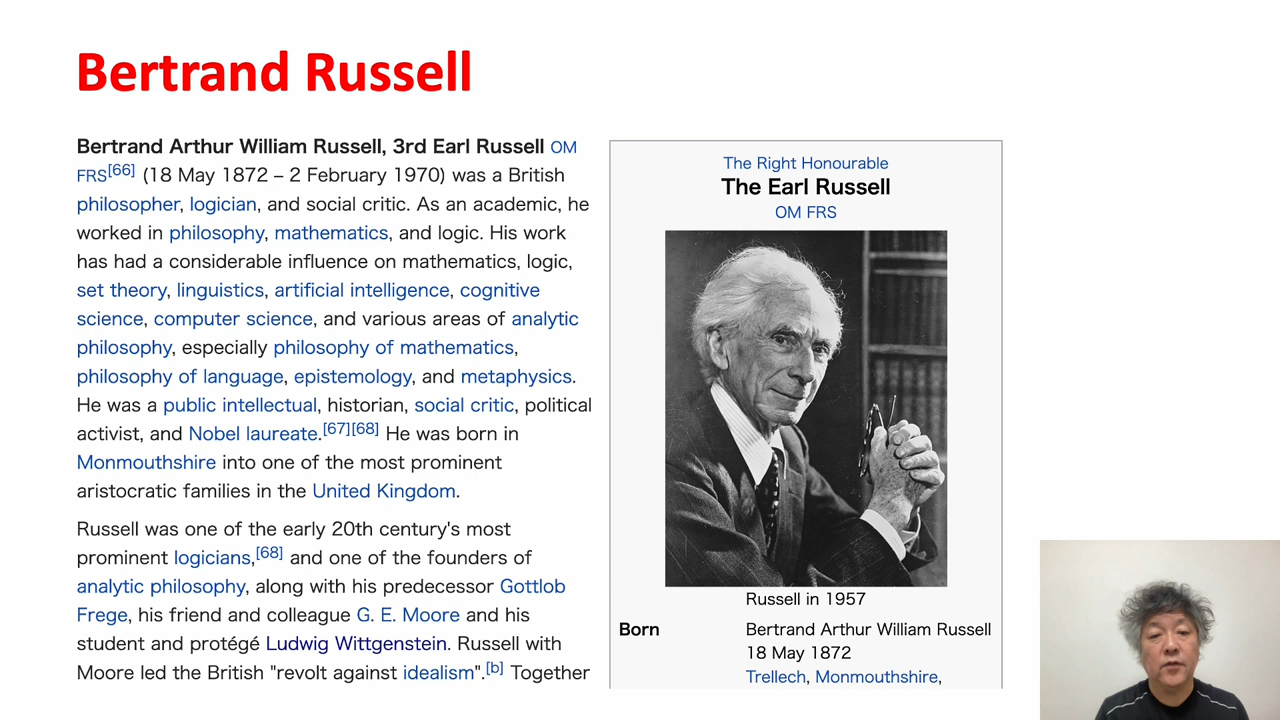 Bertrand Russell
Bertrand Arthur William Russell, 3rd Earl Russell OM
FRS[66] (18 May 1872 – 2 February 1970) was a British
philosopher, logician, and social critic. As an academic, he
worked in philosophy, mathematics, and logic. His work
has had a considerable influence on mathematics, logic,
set theory, linguistics, artificial intelligence, cognitive
science, computer science, and various areas of analytic
philosophy, especially philosophy of mathematics,
philosophy of language, epistemology, and metaphysics.
He was a public intellectual, historian, social critic, political
activist, and Nobel laureate.[67][68] He was born in
Monmouthshire into one of the most prominent
aristocratic families in the United Kingdom.
Russell was one of the early 20th century's most
prominent logicians,[68] and one of the founders of
analytic philosophy, along with his predecessor Gottlob
Frege, his friend and colleague G. E. Moore and his
student and protégé Ludwig Wittgenstein. Russell with
Moore led the British "revolt against idealism".[b] Together
The Right Honourable
The Earl Russell
OM FRS
Russell in 1957
Born Bertrand Arthur William Russell
18 May 1872
Trellech, Monmouthshire,